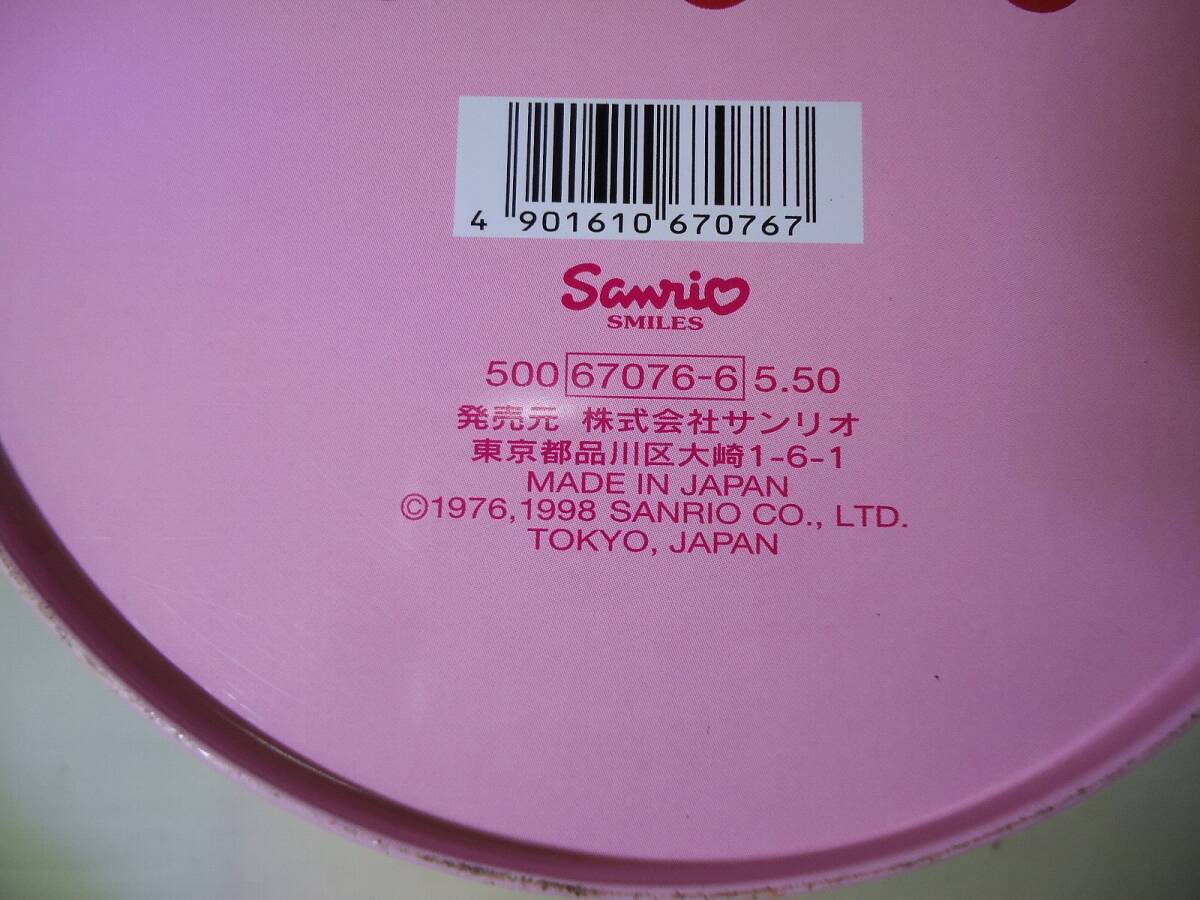 4 901610 670767
Sanrio
SMILES
500 67076-6 5.50
発売元 株式会社サンリオ
東京都品川区大崎1-6-1
MADE IN JAPAN
©1976,1998 SANRIO CO., LTD.
TOKYO, JAPAN